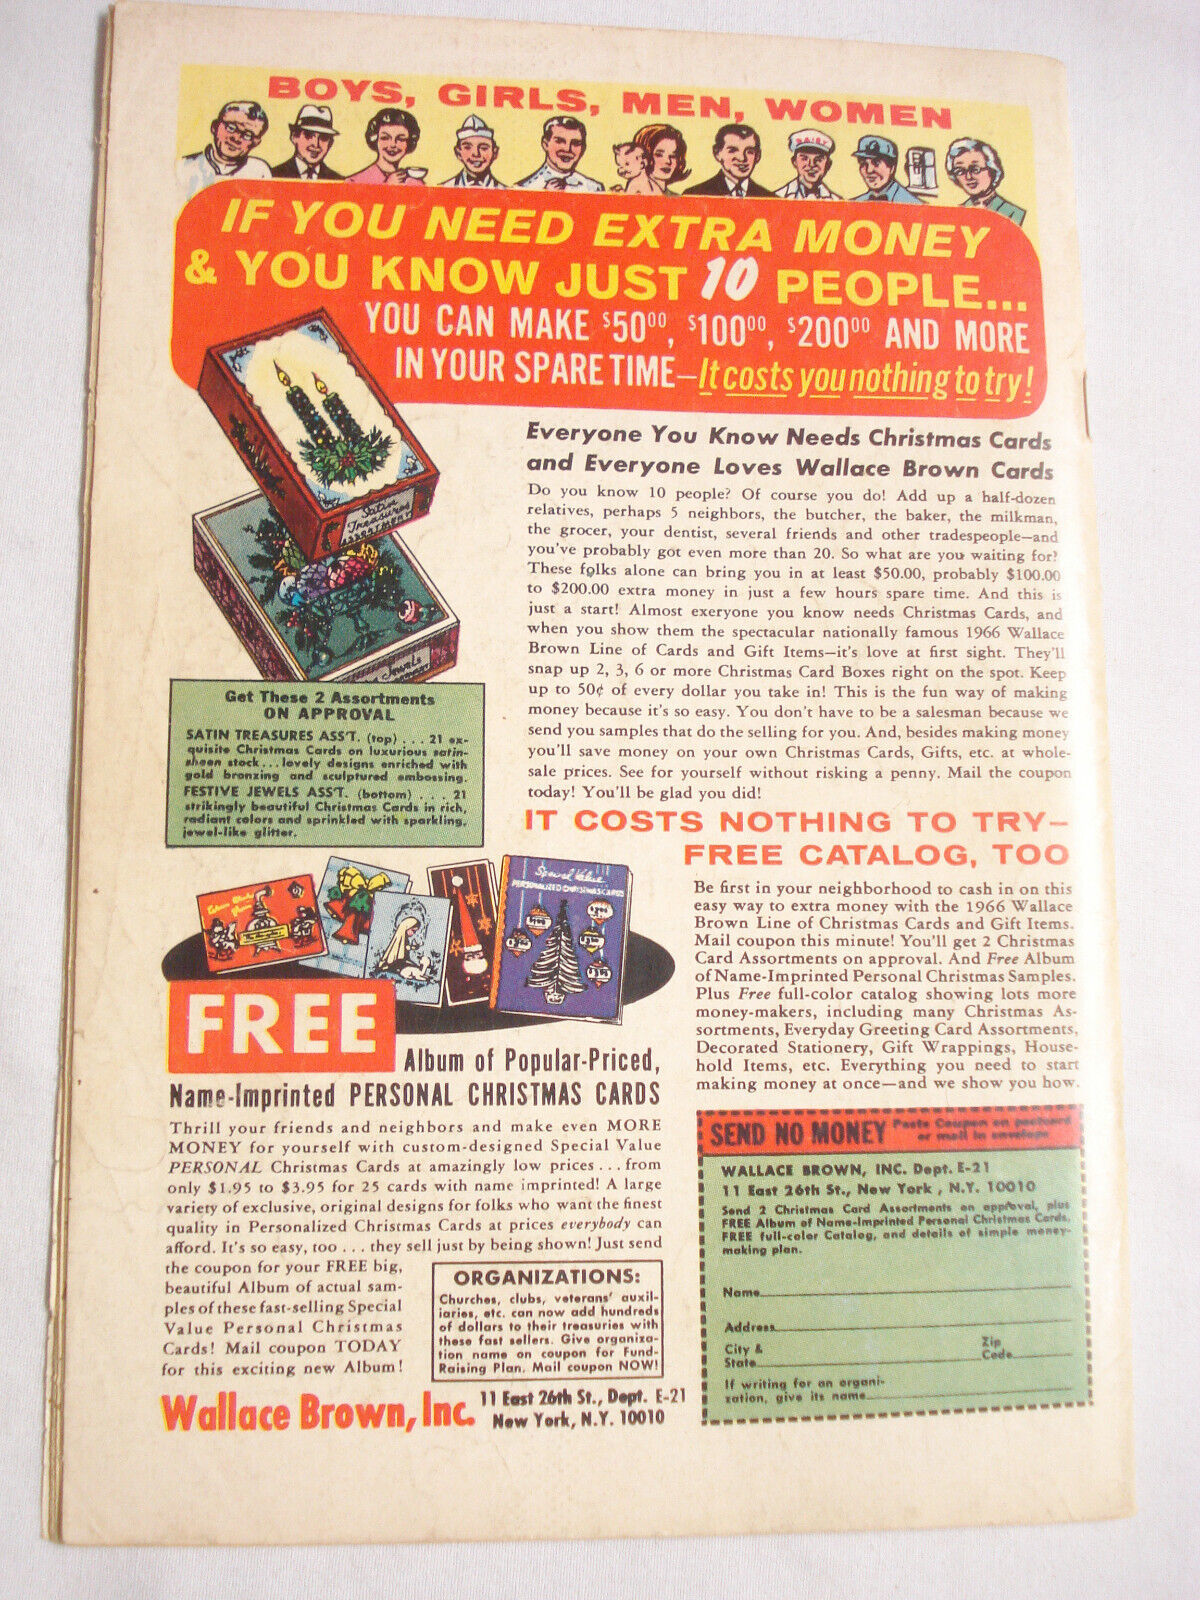 BOYS, GIRLS, MEN, WOMEN
DAIRY
IF YOU NEED EXTRA MONEY
& YOU KNOW JUST 10 PEOPLE...
YOU CAN MAKE $5000, $10000, $20000 AND MORE
IN YOUR SPARE TIME—It costs you nothing to try!
Satin
Treasures
ASSORTMENT
Jewels
Everyone You Know Needs Christmas Cards
and Everyone Loves Wallace Brown Cards
Do you know 10 people? Of course you do! Add up a half-dozen
relatives, perhaps 5 neighbors, the butcher, the baker, the milkman,
the grocer, your dentist, several friends and other tradespeople—and
you've probably got even more than 20. So what are you waiting for?
These folks alone can bring you in at least $50.00, probably $100.00
to $200.00 extra money in just a few hours spare time. And this is
just a start! Almost exeryone you know needs Christmas Cards, and
when you show them the spectacular nationally famous 1966 Wallace
Brown Line of Cards and Gift Items—it's love at first sight. They'll
snap up 2, 3, 6 or more Christmas Card Boxes right on the spot. Keep
up to 50¢ of every dollar you take in! This is the fun way of making
money because it's so easy. You don't have to be a salesman because we
send you samples that do the selling for you. And, besides making money
you'll save money on your own Christmas Cards, Gifts, etc. at whole-
sale prices. See for yourself without risking a penny. Mail the coupon
today! You'll be glad you did!
Get These 2 Assortments
ON APPROVAL
SATIN TREASURES ASS'T. (top) . . . 21 ex-
quisite Christmas Cards on luxurious satin-
sheen stock . . . lovely designs enriched with
gold bronzing and sculptured embossing.
FESTIVE JEWELS ASS'T. (bottom) . . . 21
strikingly beautiful Christmas Cards in rich,
radiant colors and sprinkled with sparkling,
jewel-like glitter.
IT COSTS NOTHING TO TRY—
FREE CATALOG, TOO
Be first in your neighborhood to cash in on this
easy way to extra money with the 1966 Wallace
Brown Line of Christmas Cards and Gift Items.
Mail coupon this minute! You'll get 2 Christmas
Card Assortments on approval. And Free Album
of Name-Imprinted Personal Christmas Samples.
Plus Free full-color catalog showing lots more
money-makers, including many Christmas As-
sortments, Everyday Greeting Card Assortments,
Decorated Stationery, Gift Wrappings, House-
hold Items, etc. Everything you need to start
making money at once—and we show you how.
Special Value
PERSONALIZED CHRISTMAS CARDS
FREE
Album of Popular-Priced,
Name-Imprinted PERSONAL CHRISTMAS CARDS
Thrill your friends and neighbors and make even MORE
MONEY for yourself with custom-designed Special Value
PERSONAL Christmas Cards at amazingly low prices . . . from
only $1.95 to $3.95 for 25 cards with name imprinted! A large
variety of exclusive, original designs for folks who want the finest
quality in Personalized Christmas Cards at prices everybody can
afford. It's so easy, too . . . they sell just by being shown! Just send
the coupon for your FREE big,
beautiful Album of actual sam-
ples of these fast-selling Special
Value Personal Christmas
Cards! Mail coupon TODAY
for this exciting new Album!
ORGANIZATIONS:
Churches, clubs, veterans' auxil-
iaries, etc. can now add hundreds
of dollars to their treasuries with
these fast sellers. Give organiza-
tion name on coupon for Fund-
Raising Plan. Mail coupon NOW!
Wallace Brown, Inc. 11 East 26th St., Dept. E-21
New York, N.Y. 10010
SEND NO MONEY Paste Coupon on postcard
or mail in envelope
WALLACE BROWN, INC. Dept. E-21
11 East 26th St., New York, N.Y. 10010
Send 2 Christmas Card Assortments on approval, plus
FREE Album of Name-Imprinted Personal Christmas Cards,
FREE full-color Catalog, and details of simple money-
making plan.
Name
Address
City &
State
Zip
Code
If writing for an organi-
zation, give its name